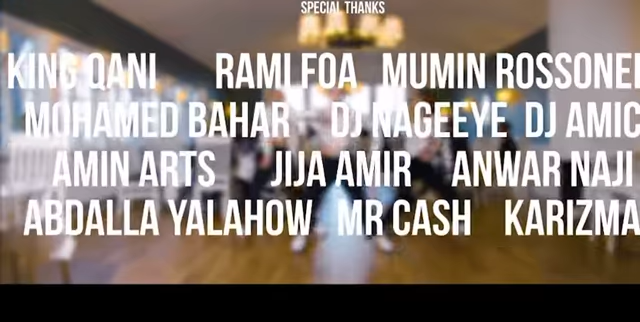 SPECIAL THANKS
KING QANI RAMI FOA MUMIN
MOHAMED BAHAR DJ NAGEEYE DJ
AMIN ARTS JIJA AMIR ANWAR NAJI
ABDALLA YALAHOW MR CASH KARIZMA